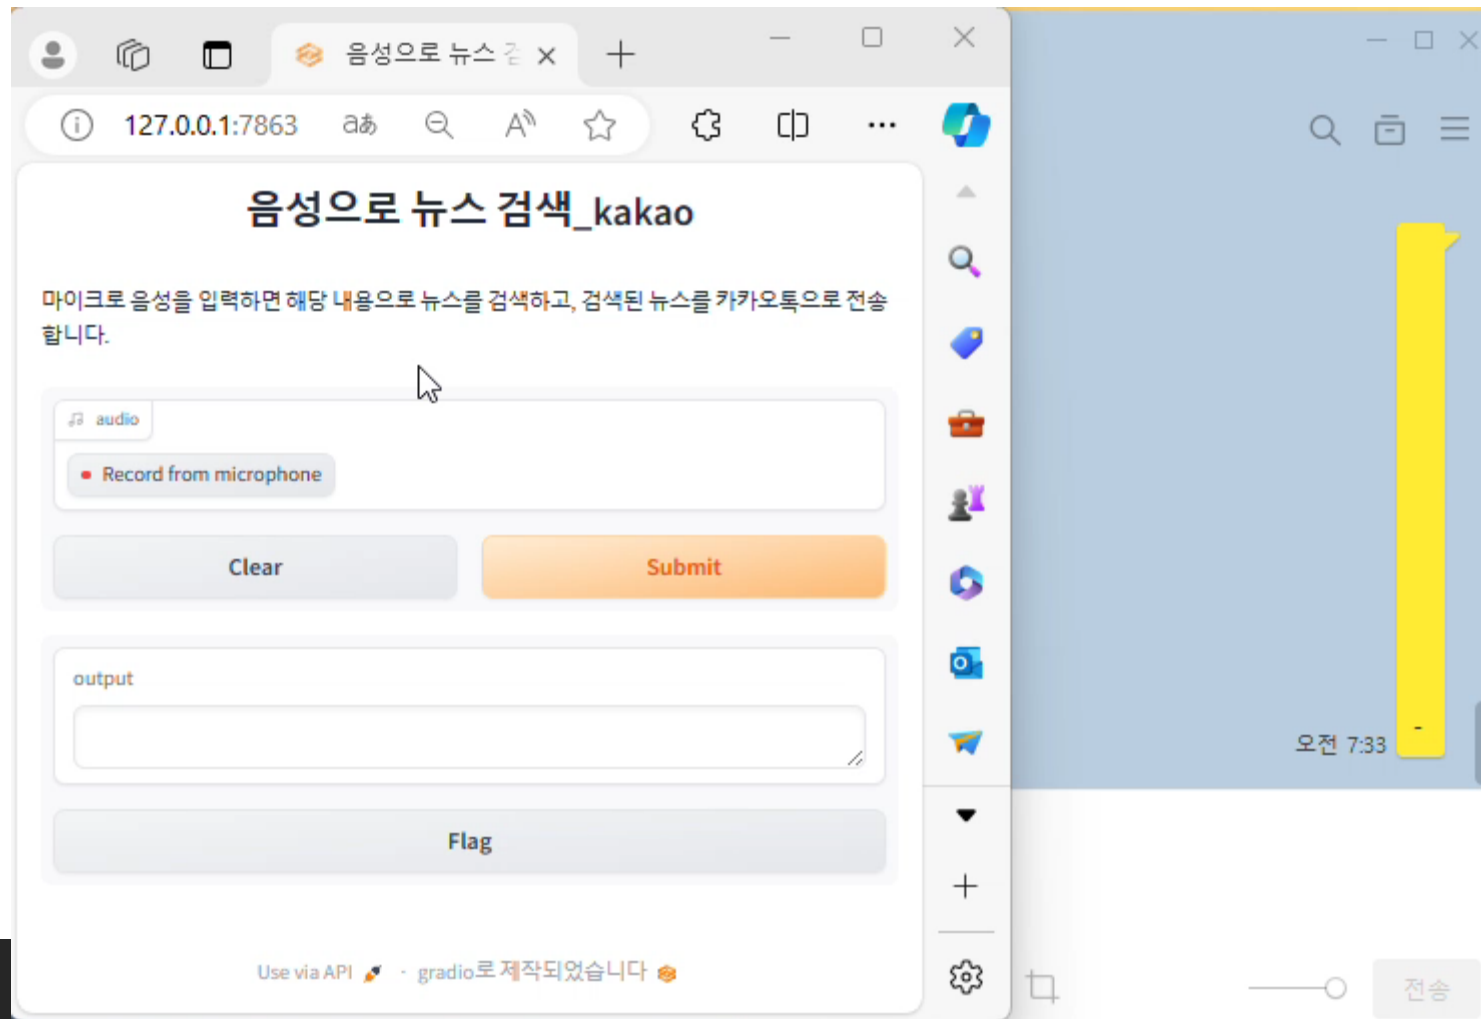 음성으로 뉴스 검
127.0.0.1:7863
음성으로 뉴스 검색_kakao
마이크로 음성을 입력하면 해당 내용으로 뉴스를 검색하고, 검색된 뉴스를 카카오톡으로 전송
합니다.
audio
Record from microphone
Clear
Submit
output
Flag
Use via API · gradio로 제작되었습니다
오전 7:33
-
전송